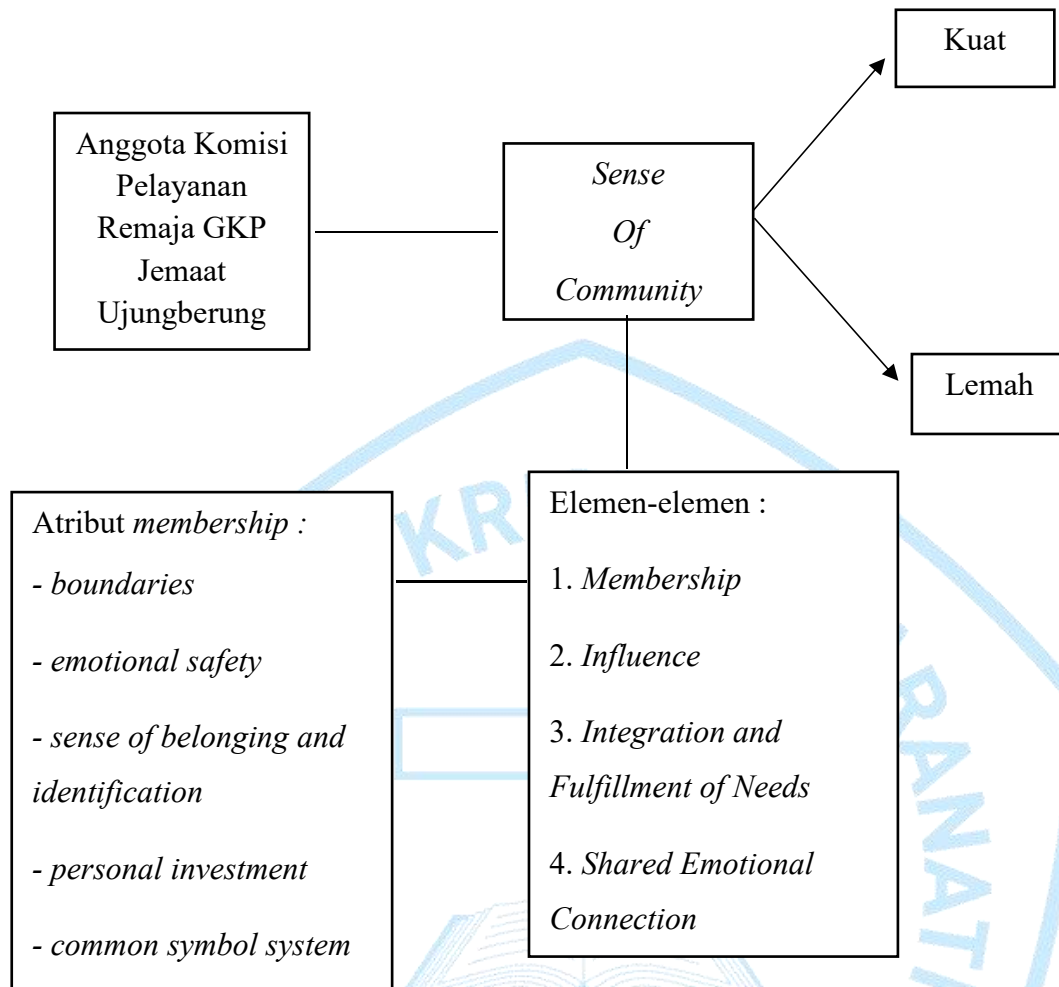 Kuat
Anggota Komisi
Pelayanan
Remaja GKP
Jemaat
Ujungberung
Sense
Of
Community
Lemah
Atribut membership :
- boundaries
- emotional safety
- sense of belonging and
identification
- personal investment
- common symbol system
Elemen-elemen :
1. Membership
2. Influence
3. Integration and
Fulfillment of Needs
4. Shared Emotional
Connection
KR
RANAT